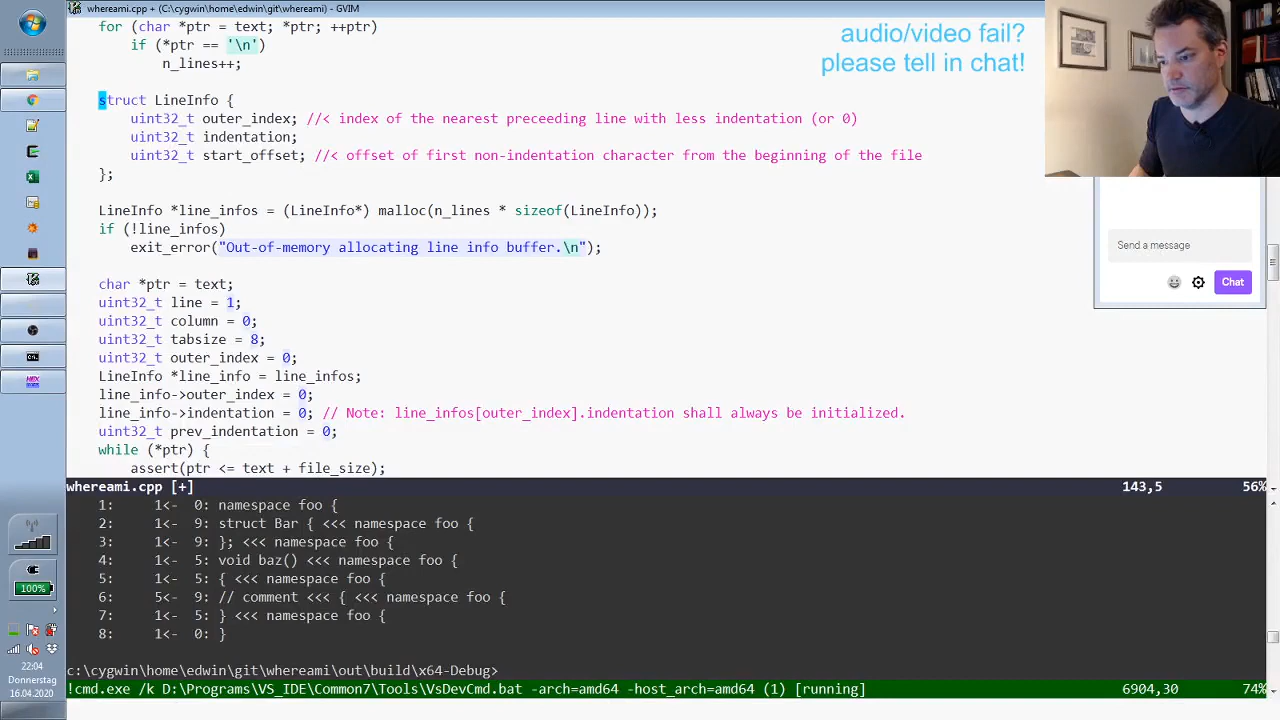 whereami.cpp + (C:\cygwin\home\edwin\git\whereami) - GVIM
for (char *ptr = text; *ptr; ++ptr)
if (*ptr == '\n')
n_lines++;
struct LineInfo {
uint32_t outer_index; //< index of the nearest preceeding line with less indentation (or 0)
uint32_t indentation;
uint32_t start_offset; //< offset of first non-indentation character from the beginning of the file
};
LineInfo *line_infos = (LineInfo*) malloc(n_lines * sizeof(LineInfo));
if (!line_infos)
exit_error("Out-of-memory allocating line info buffer.\n");
char *ptr = text;
uint32_t line = 1;
uint32_t column = 0;
uint32_t tabsize = 8;
uint32_t outer_index = 0;
LineInfo *line_info = line_infos;
line_info->outer_index = 0;
line_info->indentation = 0; // Note: line_infos[outer_index].indentation shall always be initialized.
uint32_t prev_indentation = 0;
while (*ptr) {
assert(ptr <= text + file_size);
whereami.cpp [+] 143,5 56%
1: 1<- 0: namespace foo {
2: 1<- 9: struct Bar { <<< namespace foo {
3: 1<- 9: }; <<< namespace foo {
4: 1<- 5: void baz() <<< namespace foo {
5: 1<- 5: { <<< namespace foo {
6: 5<- 9: // comment <<< { <<< namespace foo {
7: 1<- 5: } <<< namespace foo {
8: 1<- 0: }
c:\cygwin\home\edwin\git\whereami\out\build\x64-Debug>
!cmd.exe /k D:\Programs\VS_IDE\Common7\Tools\VsDevCmd.bat -arch=amd64 -host_arch=amd64 (1) [running] 6904,30 74%
audio/video fail?
please tell in chat!
Send a message
Chat
100%
22:04
Donnerstag
16.04.2020
HEX